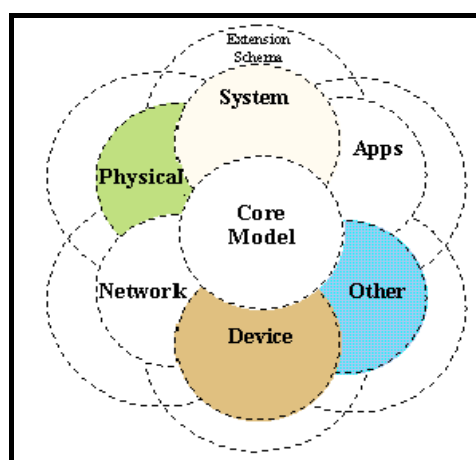 Extension
Schema
System
Apps
Physical
Core
Model
Network
Other
Device